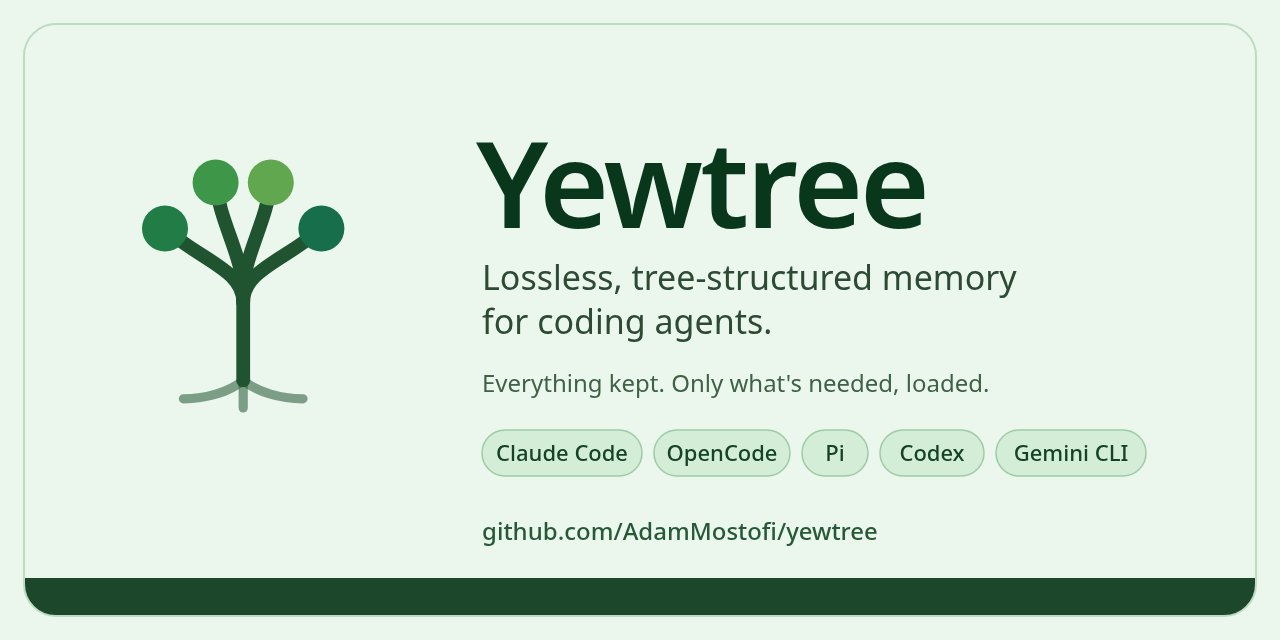 Yewtree
Lossless, tree-structured memory
for coding agents.
Everything kept. Only what's needed, loaded.
Claude Code OpenCode Pi Codex Gemini CLI
github.com/AdamMostofi/yewtree